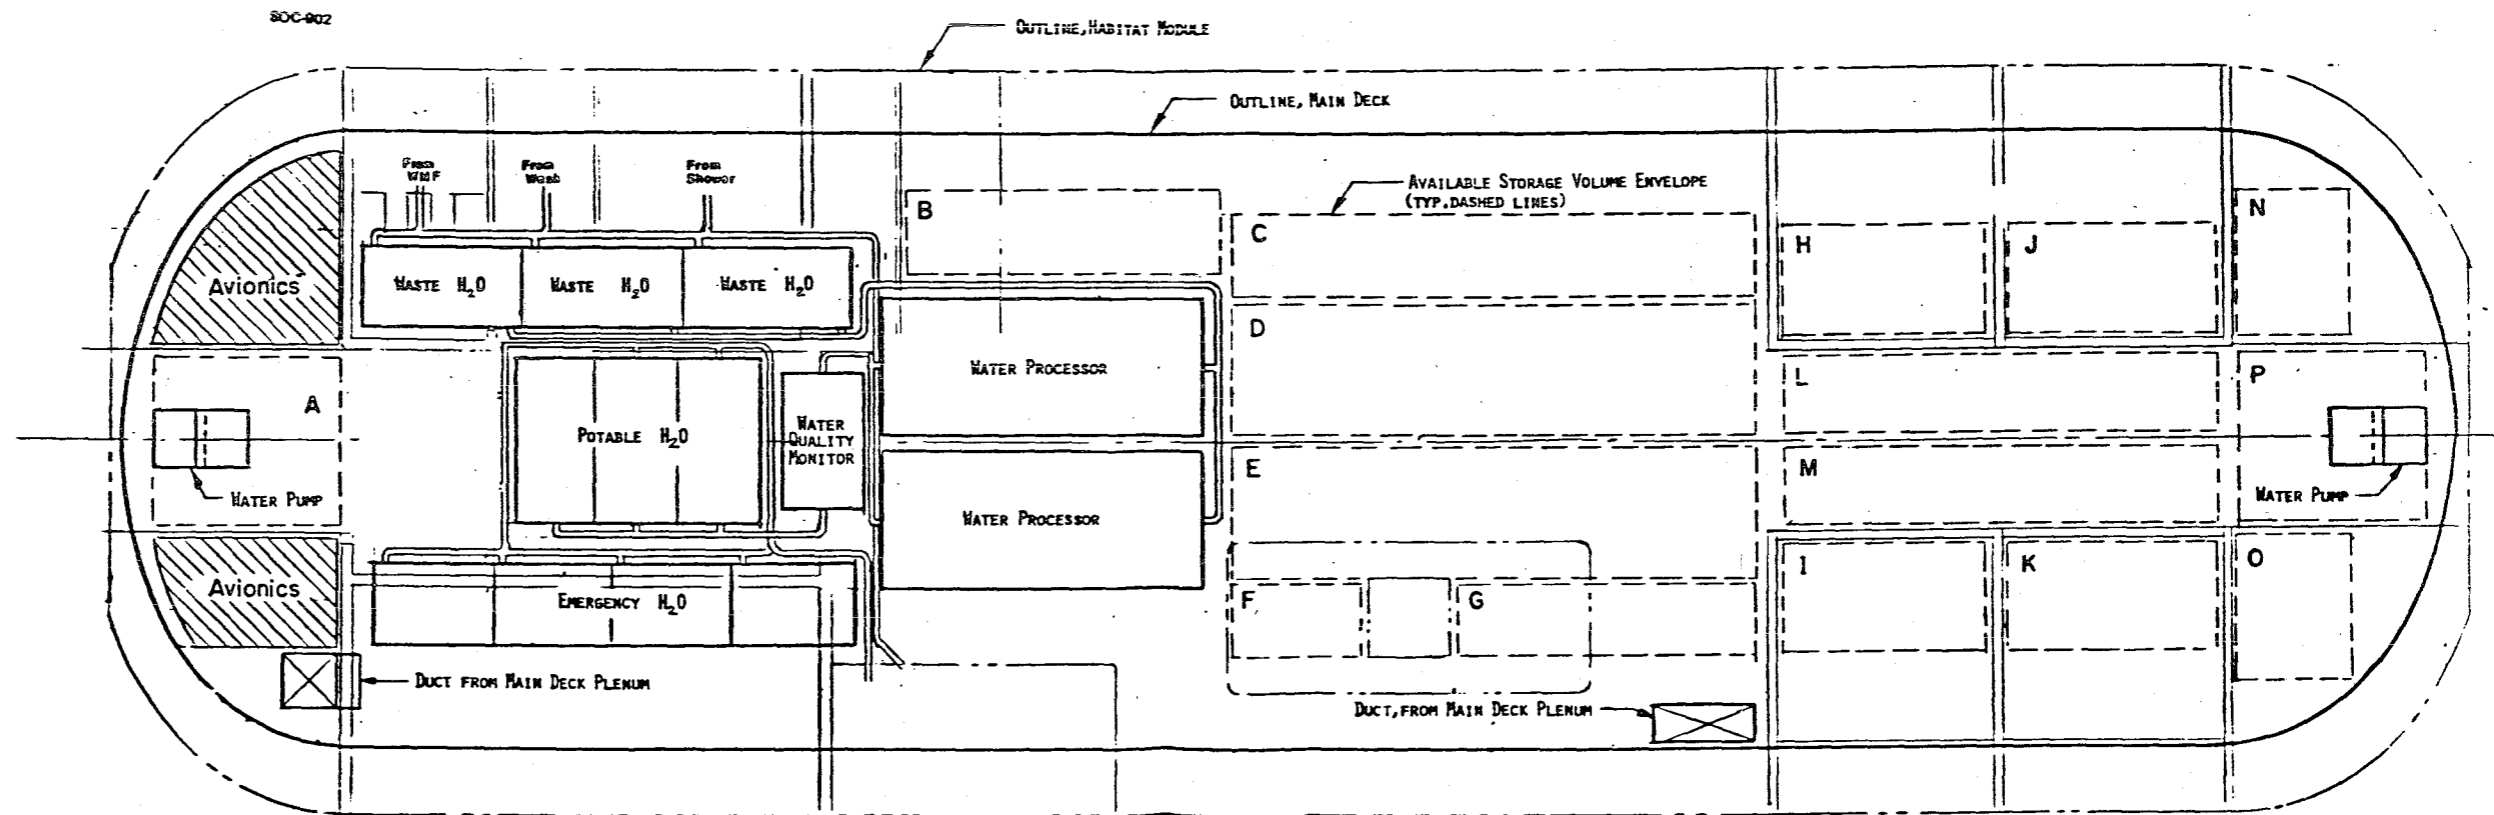 SOC-902
OUTLINE, HABITAT MODULE
OUTLINE, MAIN DECK
From
WMF
From
Wash
From
Shower
AVAILABLE STORAGE VOLUME ENVELOPE
(TYP. DASHED LINES)
B
C
N
H
J
Avionics
WASTE H2O
WASTE H2O
WASTE H2O
D
WATER PROCESSOR
L
P
A
POTABLE H2O
WATER
QUALITY
MONITOR
E
M
WATER PUMP
WATER PROCESSOR
WATER PUMP
I
K
O
Avionics
EMERGENCY H2O
F
G
DUCT FROM MAIN DECK PLENUM
DUCT, FROM MAIN DECK PLENUM